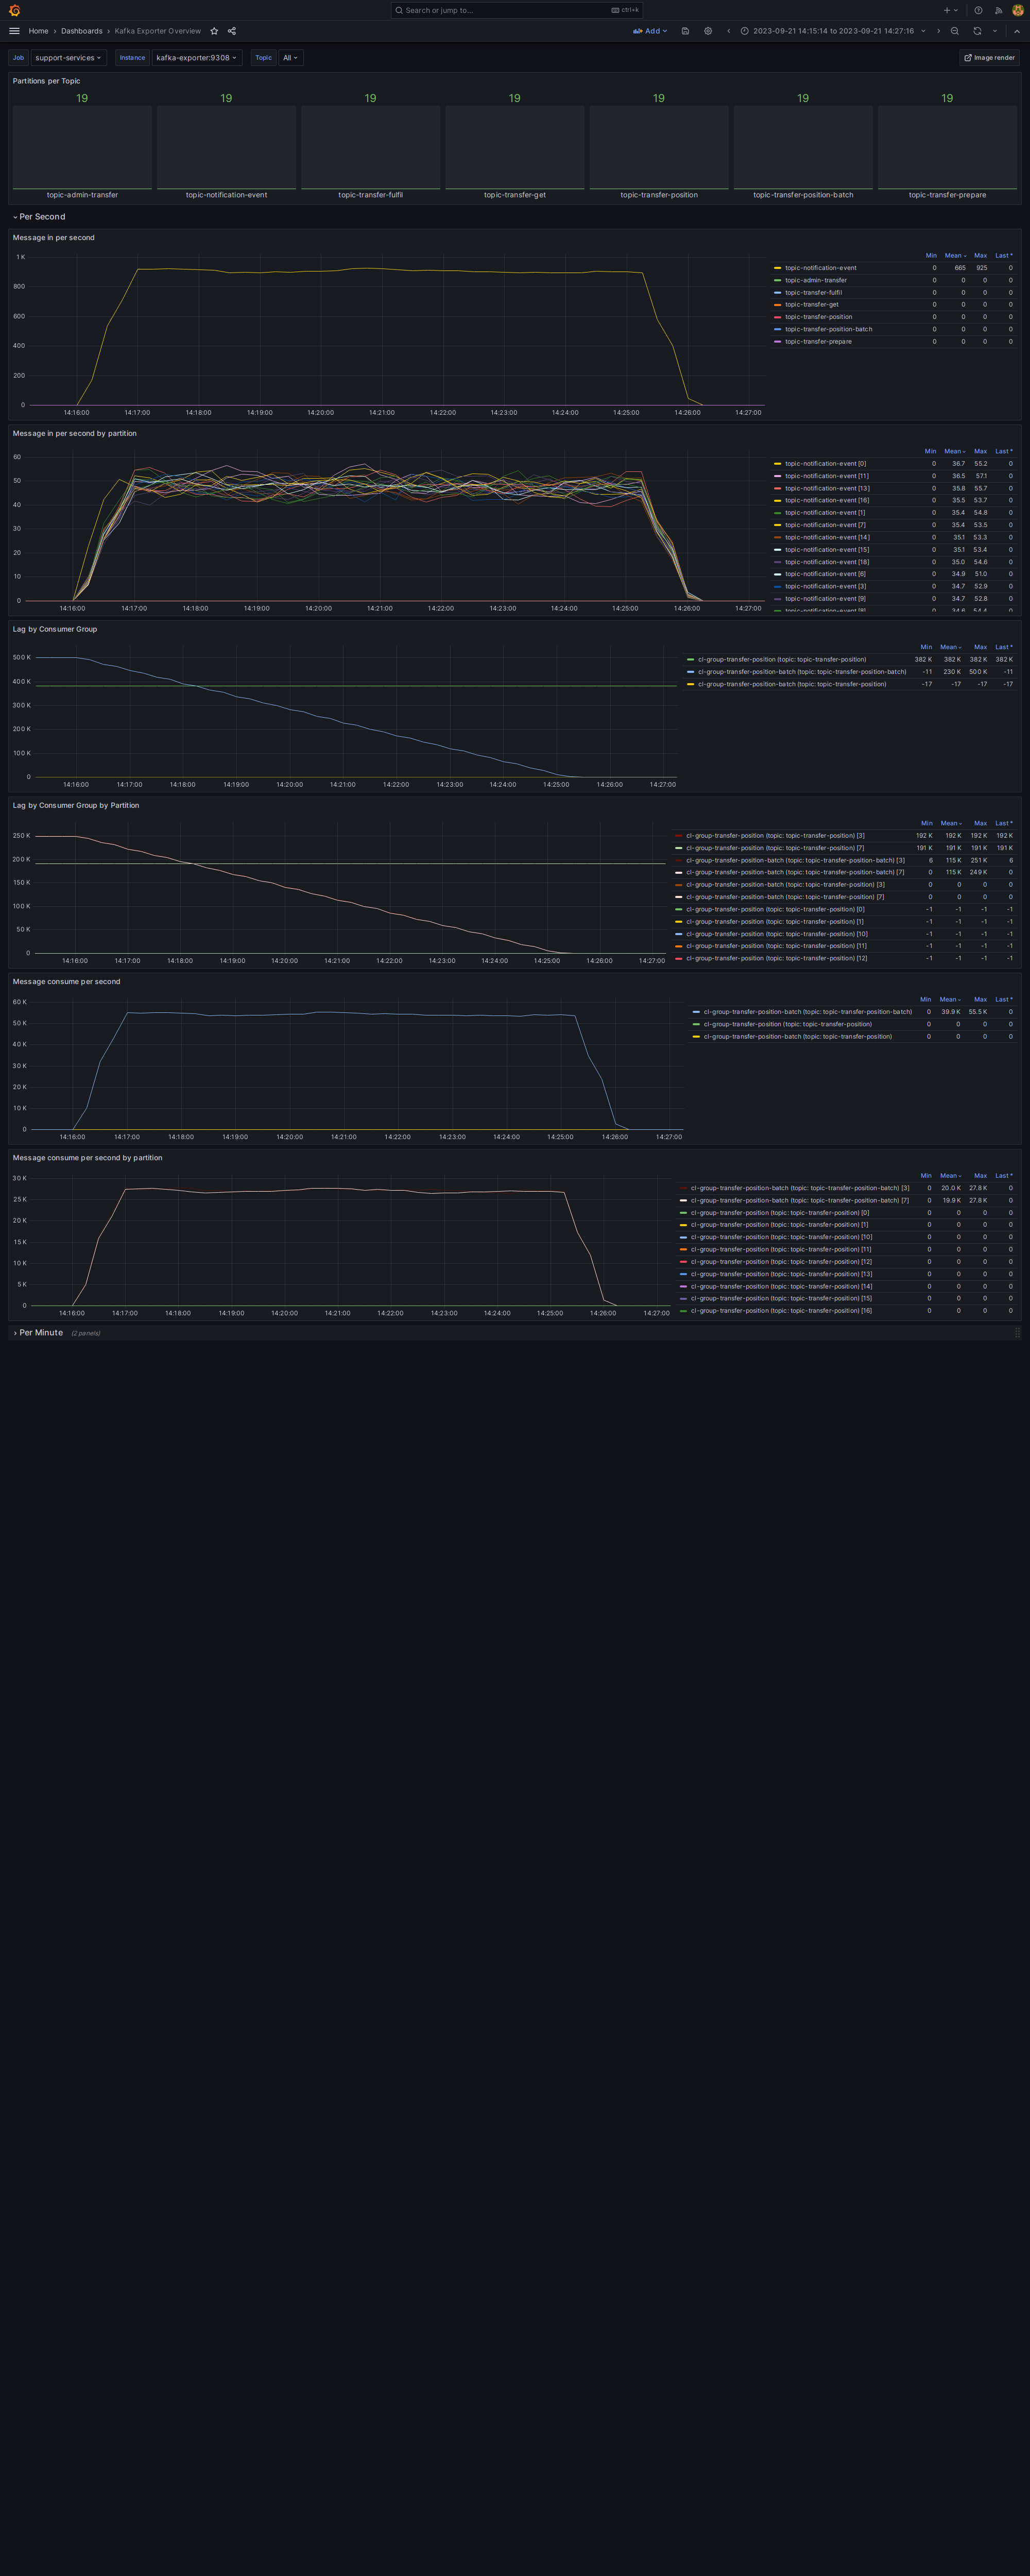 Search or jump to...
ctrl+k
Home › Dashboards › Kafka Exporter Overview
Add
2023-09-21 14:15:14 to 2023-09-21 14:27:16
Job support-services Instance kafka-exporter:9308 Topic All
Image render
Partitions per Topic
19 19 19 19 19 19 19
topic-admin-transfer topic-notification-event topic-transfer-fulfil topic-transfer-get topic-transfer-position topic-transfer-position-batch topic-transfer-prepare
Per Second
Message in per second
1 K
800
600
400
200
0
14:16:00 14:17:00 14:18:00 14:19:00 14:20:00 14:21:00 14:22:00 14:23:00 14:24:00 14:25:00 14:26:00 14:27:00
Min Mean Max Last *
topic-notification-event 0 665 925 0
topic-admin-transfer 0 0 0 0
topic-transfer-fulfil 0 0 0 0
topic-transfer-get 0 0 0 0
topic-transfer-position 0 0 0 0
topic-transfer-position-batch 0 0 0 0
topic-transfer-prepare 0 0 0 0
Message in per second by partition
60
50
40
30
20
10
0
14:16:00 14:17:00 14:18:00 14:19:00 14:20:00 14:21:00 14:22:00 14:23:00 14:24:00 14:25:00 14:26:00 14:27:00
Min Mean Max Last *
topic-notification-event [0] 0 36.7 55.2 0
topic-notification-event [11] 0 36.5 57.1 0
topic-notification-event [13] 0 35.8 55.7 0
topic-notification-event [16] 0 35.5 53.7 0
topic-notification-event [1] 0 35.4 54.8 0
topic-notification-event [7] 0 35.4 53.5 0
topic-notification-event [14] 0 35.1 53.3 0
topic-notification-event [15] 0 35.1 53.4 0
topic-notification-event [18] 0 35.0 54.6 0
topic-notification-event [6] 0 34.9 51.0 0
topic-notification-event [3] 0 34.7 52.9 0
topic-notification-event [9] 0 34.7 52.8 0
topic-notification-event [8] 0 34.6 54.4 0
Lag by Consumer Group
500 K
400 K
300 K
200 K
100 K
0
14:16:00 14:17:00 14:18:00 14:19:00 14:20:00 14:21:00 14:22:00 14:23:00 14:24:00 14:25:00 14:26:00 14:27:00
Min Mean Max Last *
cl-group-transfer-position (topic: topic-transfer-position) 382 K 382 K 382 K 382 K
cl-group-transfer-position-batch (topic: topic-transfer-position-batch) -11 230 K 500 K -11
cl-group-transfer-position-batch (topic: topic-transfer-position) -17 -17 -17 -17
Lag by Consumer Group by Partition
250 K
200 K
150 K
100 K
50 K
0
14:16:00 14:17:00 14:18:00 14:19:00 14:20:00 14:21:00 14:22:00 14:23:00 14:24:00 14:25:00 14:26:00 14:27:00
Min Mean Max Last *
cl-group-transfer-position (topic: topic-transfer-position) [3] 192 K 192 K 192 K 192 K
cl-group-transfer-position (topic: topic-transfer-position) [7] 191 K 191 K 191 K 191 K
cl-group-transfer-position-batch (topic: topic-transfer-position-batch) [3] 6 115 K 251 K 6
cl-group-transfer-position-batch (topic: topic-transfer-position-batch) [7] 0 115 K 249 K 0
cl-group-transfer-position-batch (topic: topic-transfer-position) [3] 0 0 0 0
cl-group-transfer-position-batch (topic: topic-transfer-position) [7] 0 0 0 0
cl-group-transfer-position (topic: topic-transfer-position) [0] -1 -1 -1 -1
cl-group-transfer-position (topic: topic-transfer-position) [1] -1 -1 -1 -1
cl-group-transfer-position (topic: topic-transfer-position) [10] -1 -1 -1 -1
cl-group-transfer-position (topic: topic-transfer-position) [11] -1 -1 -1 -1
cl-group-transfer-position (topic: topic-transfer-position) [12] -1 -1 -1 -1
Message consume per second
60 K
50 K
40 K
30 K
20 K
10 K
0
14:16:00 14:17:00 14:18:00 14:19:00 14:20:00 14:21:00 14:22:00 14:23:00 14:24:00 14:25:00 14:26:00 14:27:00
Min Mean Max Last *
cl-group-transfer-position-batch (topic: topic-transfer-position-batch) 0 39.9 K 55.5 K 0
cl-group-transfer-position (topic: topic-transfer-position) 0 0 0 0
cl-group-transfer-position-batch (topic: topic-transfer-position) 0 0 0 0
Message consume per second by partition
30 K
25 K
20 K
15 K
10 K
5 K
0
14:16:00 14:17:00 14:18:00 14:19:00 14:20:00 14:21:00 14:22:00 14:23:00 14:24:00 14:25:00 14:26:00 14:27:00
Min Mean Max Last *
cl-group-transfer-position-batch (topic: topic-transfer-position-batch) [3] 0 20.0 K 27.8 K 0
cl-group-transfer-position-batch (topic: topic-transfer-position-batch) [7] 0 19.9 K 27.8 K 0
cl-group-transfer-position (topic: topic-transfer-position) [0] 0 0 0 0
cl-group-transfer-position (topic: topic-transfer-position) [1] 0 0 0 0
cl-group-transfer-position (topic: topic-transfer-position) [10] 0 0 0 0
cl-group-transfer-position (topic: topic-transfer-position) [11] 0 0 0 0
cl-group-transfer-position (topic: topic-transfer-position) [12] 0 0 0 0
cl-group-transfer-position (topic: topic-transfer-position) [13] 0 0 0 0
cl-group-transfer-position (topic: topic-transfer-position) [14] 0 0 0 0
cl-group-transfer-position (topic: topic-transfer-position) [15] 0 0 0 0
cl-group-transfer-position (topic: topic-transfer-position) [16] 0 0 0 0
Per Minute (2 panels)